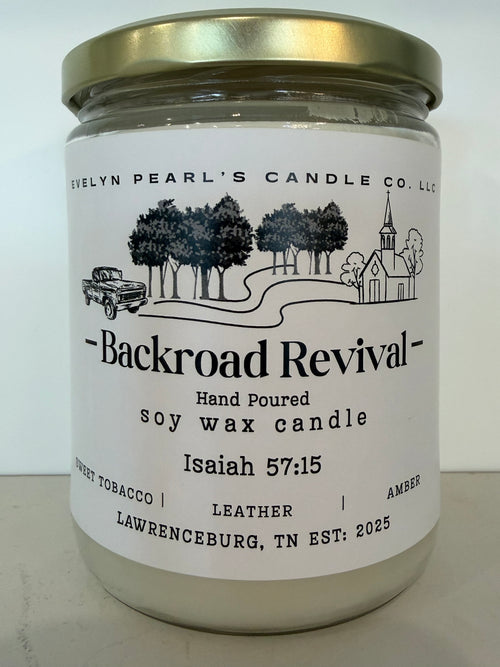 EVELYN PEARL'S CANDLE CO. LLC
-Backroad Revival-
Hand Poured
soy wax candle
Isaiah 57:15
SWEET TOBACCO | LEATHER | AMBER
LAWRENCEBURG, TN EST: 2025